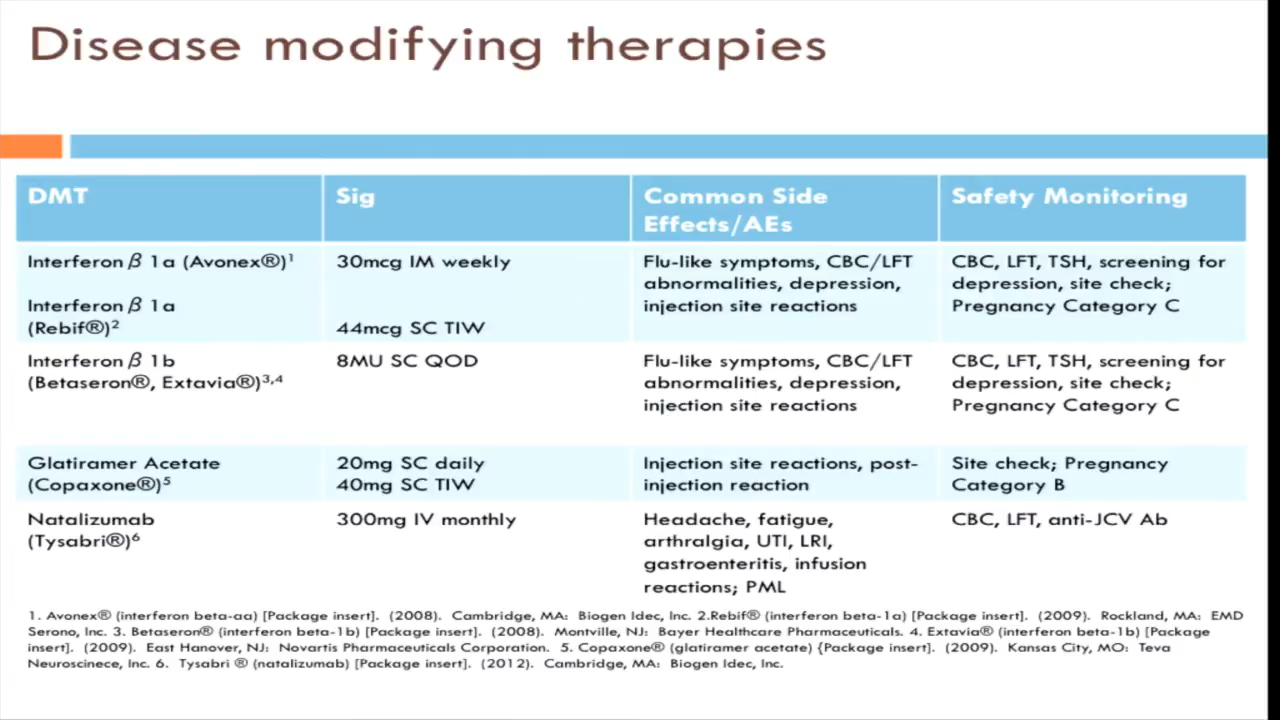 Disease modifying therapies
DMT
Sig
Common Side
Effects/AEs
Safety Monitoring
Interferon β 1a (Avonex®)¹
Interferon β 1a
(Rebif®)²
30mcg IM weekly
44mcg SC TIW
Flu-like symptoms, CBC/LFT
abnormalities, depression,
injection site reactions
CBC, LFT, TSH, screening for
depression, site check;
Pregnancy Category C
Interferon β 1b
(Betaseron®, Extavia®)³,⁴
8MU SC QOD
Flu-like symptoms, CBC/LFT
abnormalities, depression,
injection site reactions
CBC, LFT, TSH, screening for
depression, site check;
Pregnancy Category C
Glatiramer Acetate
(Copaxone®)⁵
20mg SC daily
40mg SC TIW
Injection site reactions, post-
injection reaction
Site check; Pregnancy
Category B
Natalizumab
(Tysabri®)⁶
300mg IV monthly
Headache, fatigue,
arthralgia, UTI, LRI,
gastroenteritis, infusion
reactions; PML
CBC, LFT, anti-JCV Ab
1. Avonex® (interferon beta-aa) [Package insert]. (2008). Cambridge, MA: Biogen Idec, Inc. 2.Rebif® (interferon beta-1a) [Package insert]. (2009). Rockland, MA: EMD
Serono, Inc. 3. Betaseron® (interferon beta-1b) [Package insert]. (2008). Montville, NJ: Bayer Healthcare Pharmaceuticals. 4. Extavia® (interferon beta-1b) [Package
insert]. (2009). East Hanover, NJ: Novartis Pharmaceuticals Corporation. 5. Copaxone® (glatiramer acetate) {Package insert]. (2009). Kansas City, MO: Teva
Neuroscinece, Inc. 6. Tysabri ® (natalizumab) [Package insert]. (2012). Cambridge, MA: Biogen Idec, Inc.